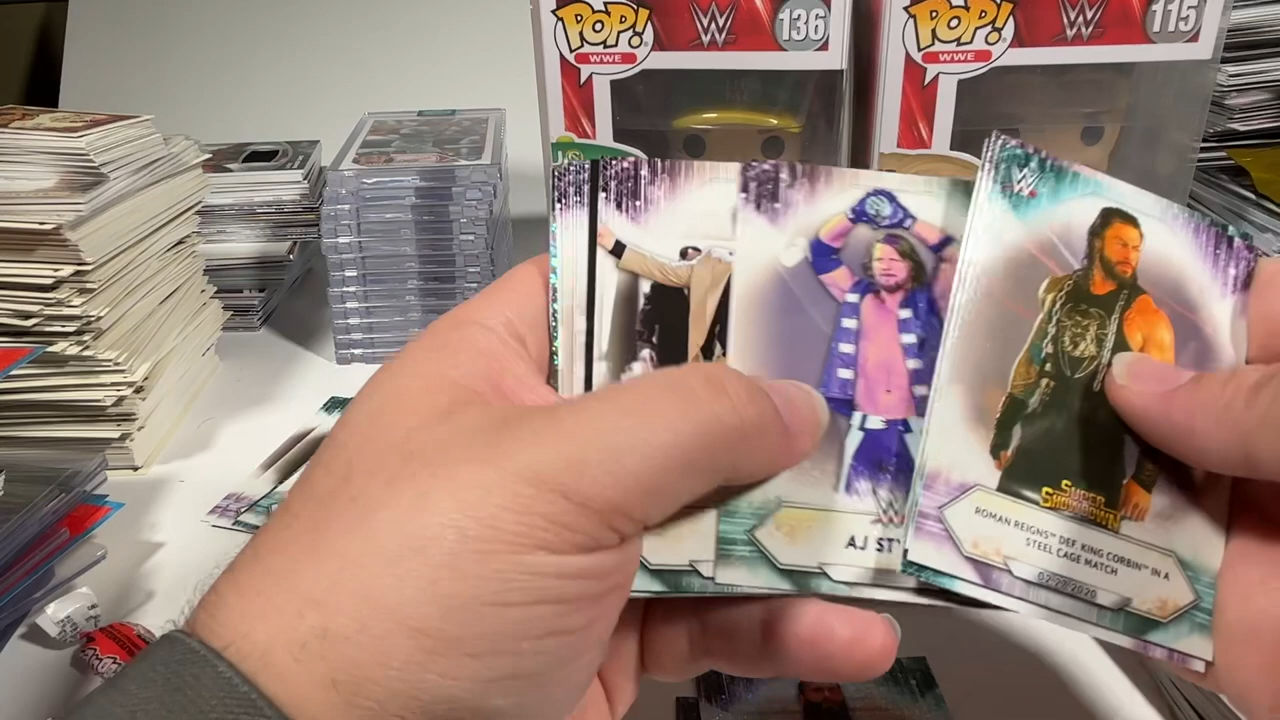 POP!
WWE
W
136
POP!
WWE
W
115
W
W
AJ STY
SUPER
SHOWDOWN
ROMAN REIGNS™ DEF. KING CORBIN™ IN A
STEEL CAGE MATCH
02-27-2020